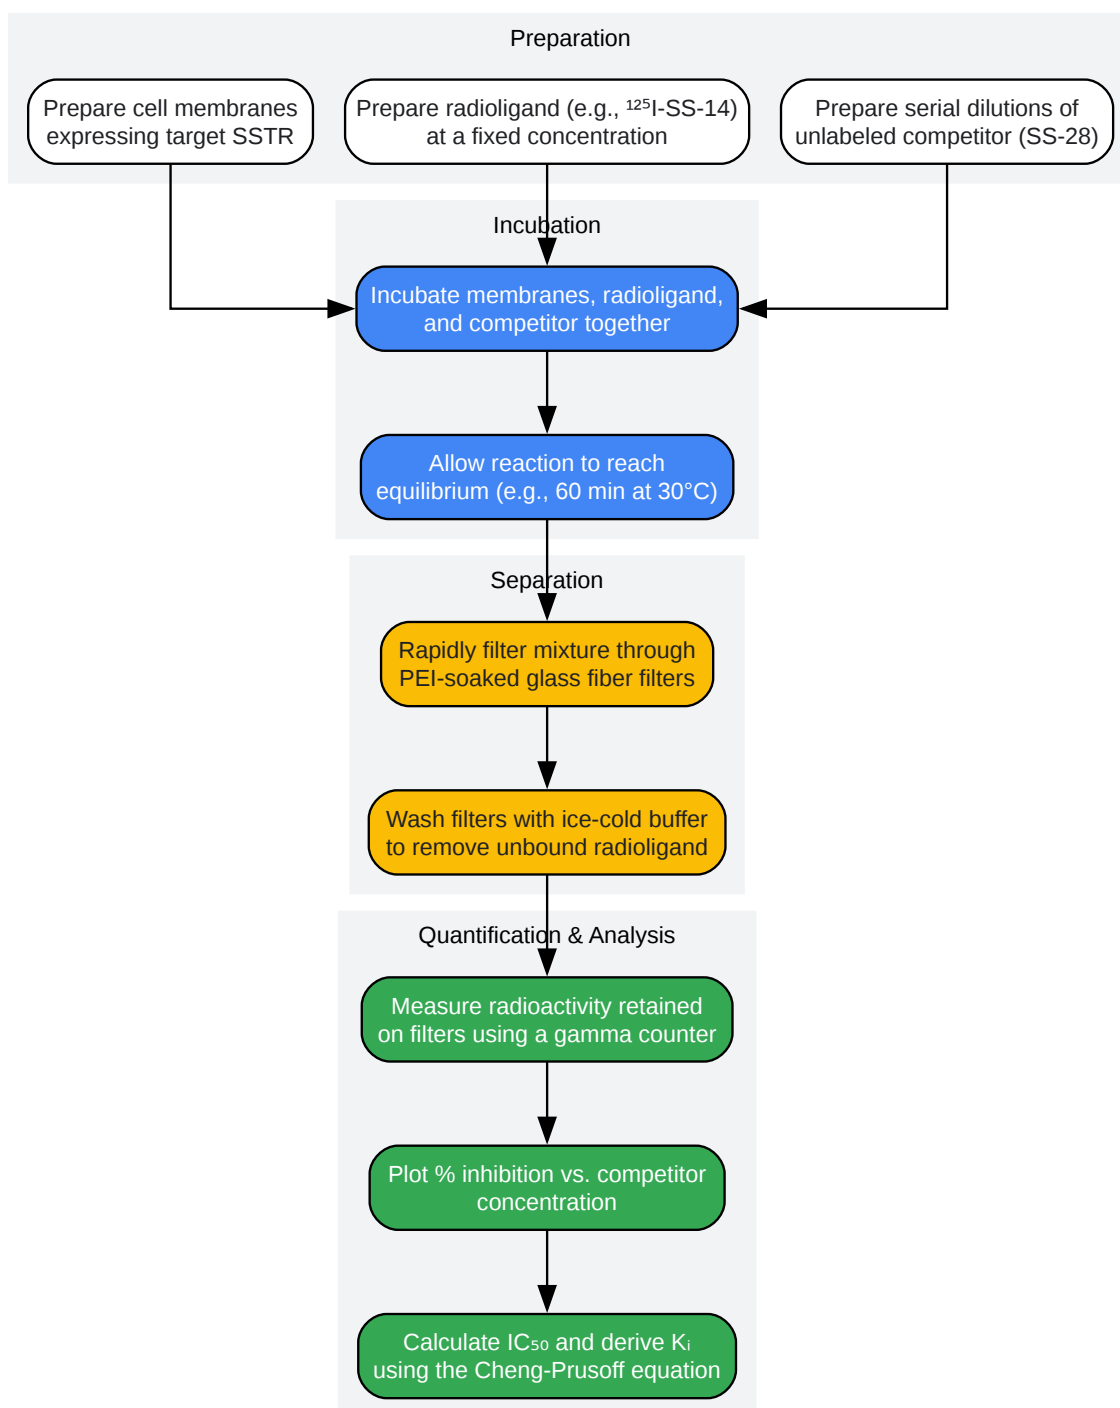 Preparation
Prepare cell membranes
expressing target SSTR
Prepare radioligand (e.g., ¹²⁵I-SS-14)
at a fixed concentration
Prepare serial dilutions of
unlabeled competitor (SS-28)
Incubation
Incubate membranes, radioligand,
and competitor together
Allow reaction to reach
equilibrium (e.g., 60 min at 30°C)
Separation
Rapidly filter mixture through
PEI-soaked glass fiber filters
Wash filters with ice-cold buffer
to remove unbound radioligand
Quantification & Analysis
Measure radioactivity retained
on filters using a gamma counter
Plot % inhibition vs. competitor
concentration
Calculate IC₅₀ and derive Kᵢ
using the Cheng-Prusoff equation